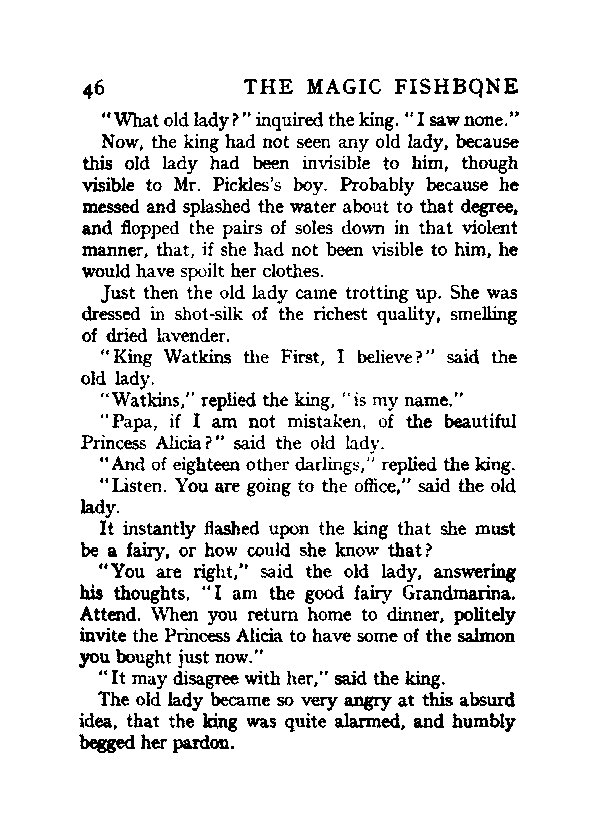 46 THE MAGIC FISHBQNE
"What old lady?" inquired the king. "I saw none."
Now, the king had not seen any old lady, because
this old lady had been invisible to him, though
visible to Mr. Pickles's boy. Probably because he
messed and splashed the water about to that degree,
and flopped the pairs of soles down in that violent
manner, that, if she had not been visible to him, he
would have spoilt her clothes.
Just then the old lady came trotting up. She was
dressed in shot-silk of the richest quality, smelling
of dried lavender.
"King Watkins the First, I believe?" said the
old lady.
"Watkins," replied the king, "is my name."
"Papa, if I am not mistaken, of the beautiful
Princess Alicia?" said the old lady.
"And of eighteen other darlings," replied the king.
"Listen. You are going to the office," said the old
lady.
It instantly flashed upon the king that she must
be a fairy, or how could she know that?
"You are right," said the old lady, answering
his thoughts, "I am the good fairy Grandmarina.
Attend. When you return home to dinner, politely
invite the Princess Alicia to have some of the salmon
you bought just now."
"It may disagree with her," said the king.
The old lady became so very angry at this absurd
idea, that the king was quite alarmed, and humbly
begged her pardon.